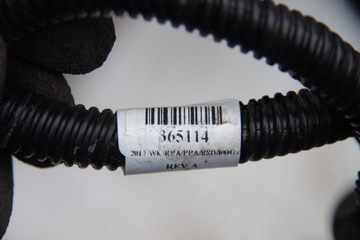 365114
2017 WK/RPA/PPA/BSD/FOG
REV A